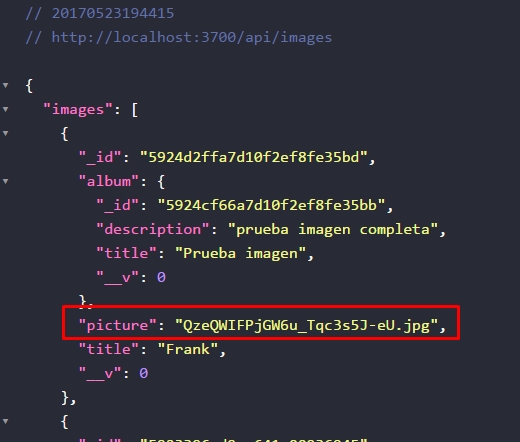 // 20170523194415
// http://localhost:3700/api/images
{
"images": [
{
"_id": "5924d2ffa7d10f2ef8fe35bd",
"album": {
"_id": "5924cf66a7d10f2ef8fe35bb",
"description": "prueba imagen completa",
"title": "Prueba imagen",
"__v": 0
},
"picture": "QzeQWIFPjGW6u_Tqc3s5J-eU.jpg",
"title": "Frank",
"__v": 0
},
{